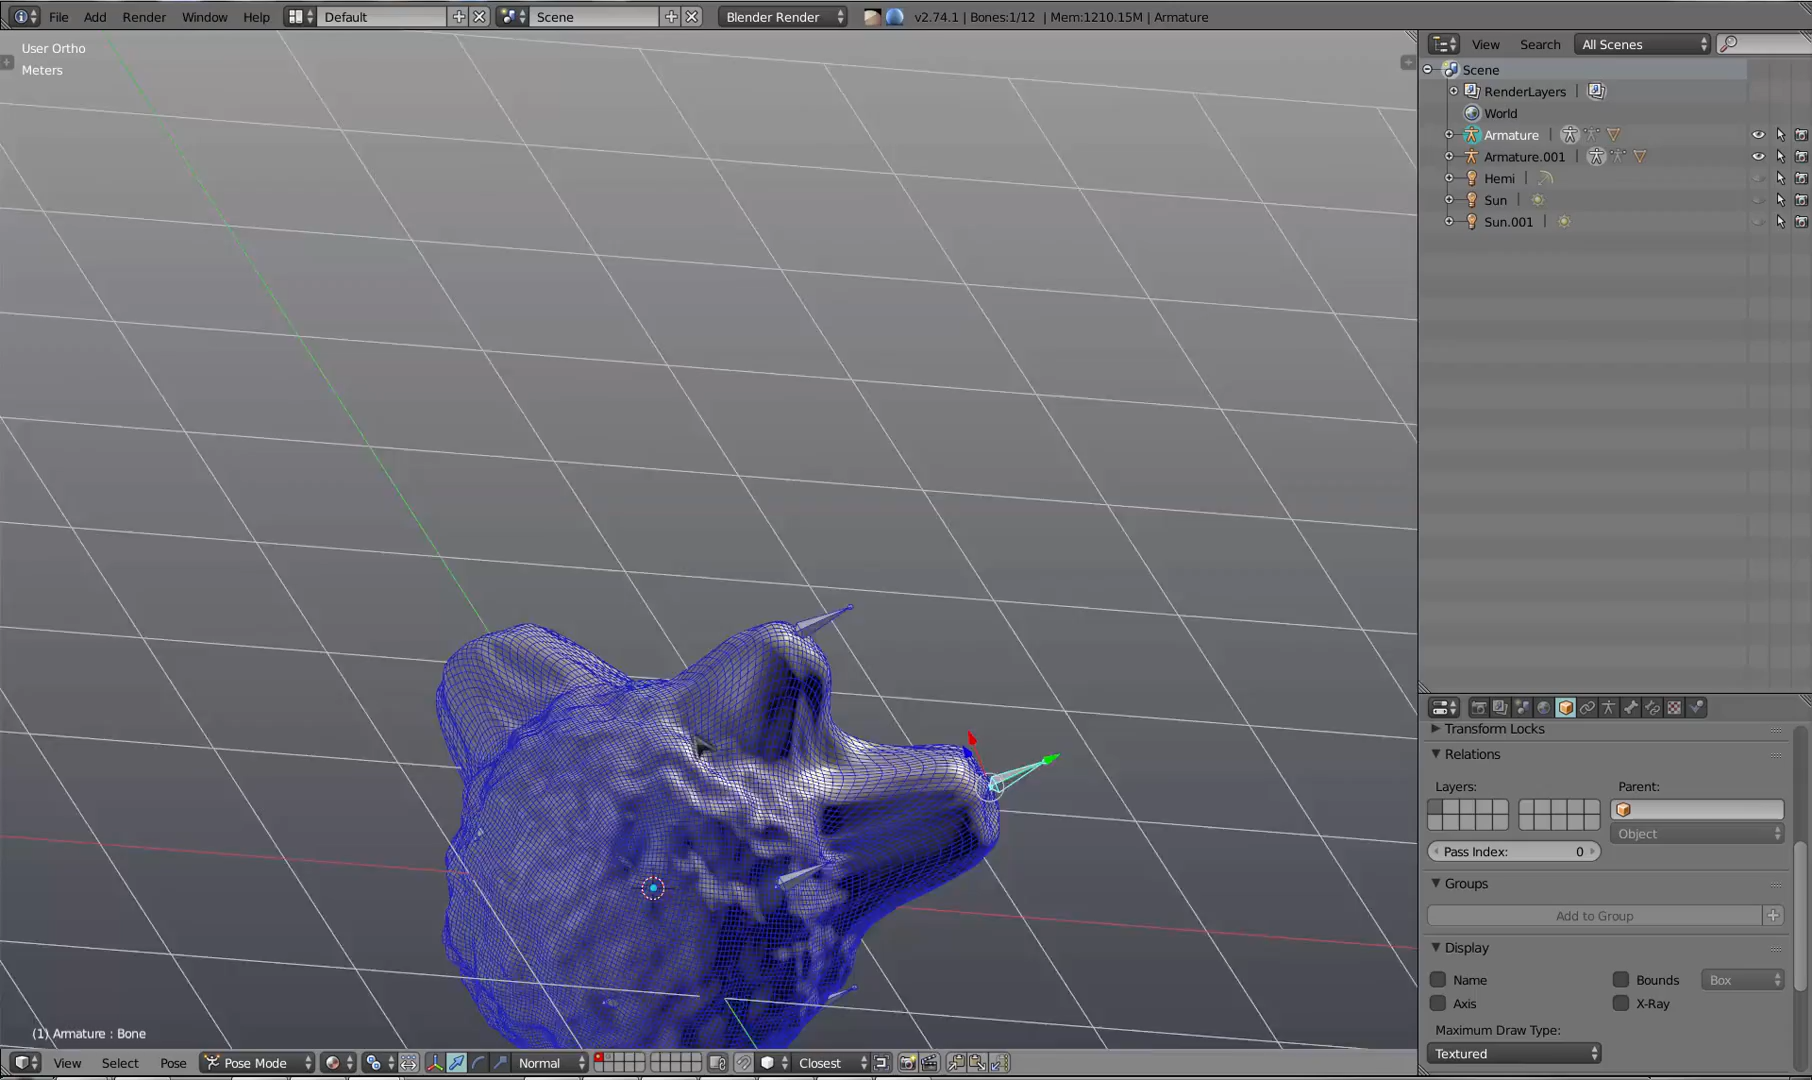 File Add Render Window Help Default Scene Blender Render v2.74.1 | Bones:1/12 | Mem:1210.15M | Armature
User Ortho
Meters
View Search All Scenes
Scene
RenderLayers
World
Armature
Armature.001
Hemi
Sun
Sun.001
Transform Locks
Relations
Layers: Parent:
Object
Pass Index: 0
Groups
Add to Group
Display
Name Bounds Box
Axis X-Ray
Maximum Draw Type:
Textured
(1) Armature : Bone
View Select Pose Pose Mode Normal Closest